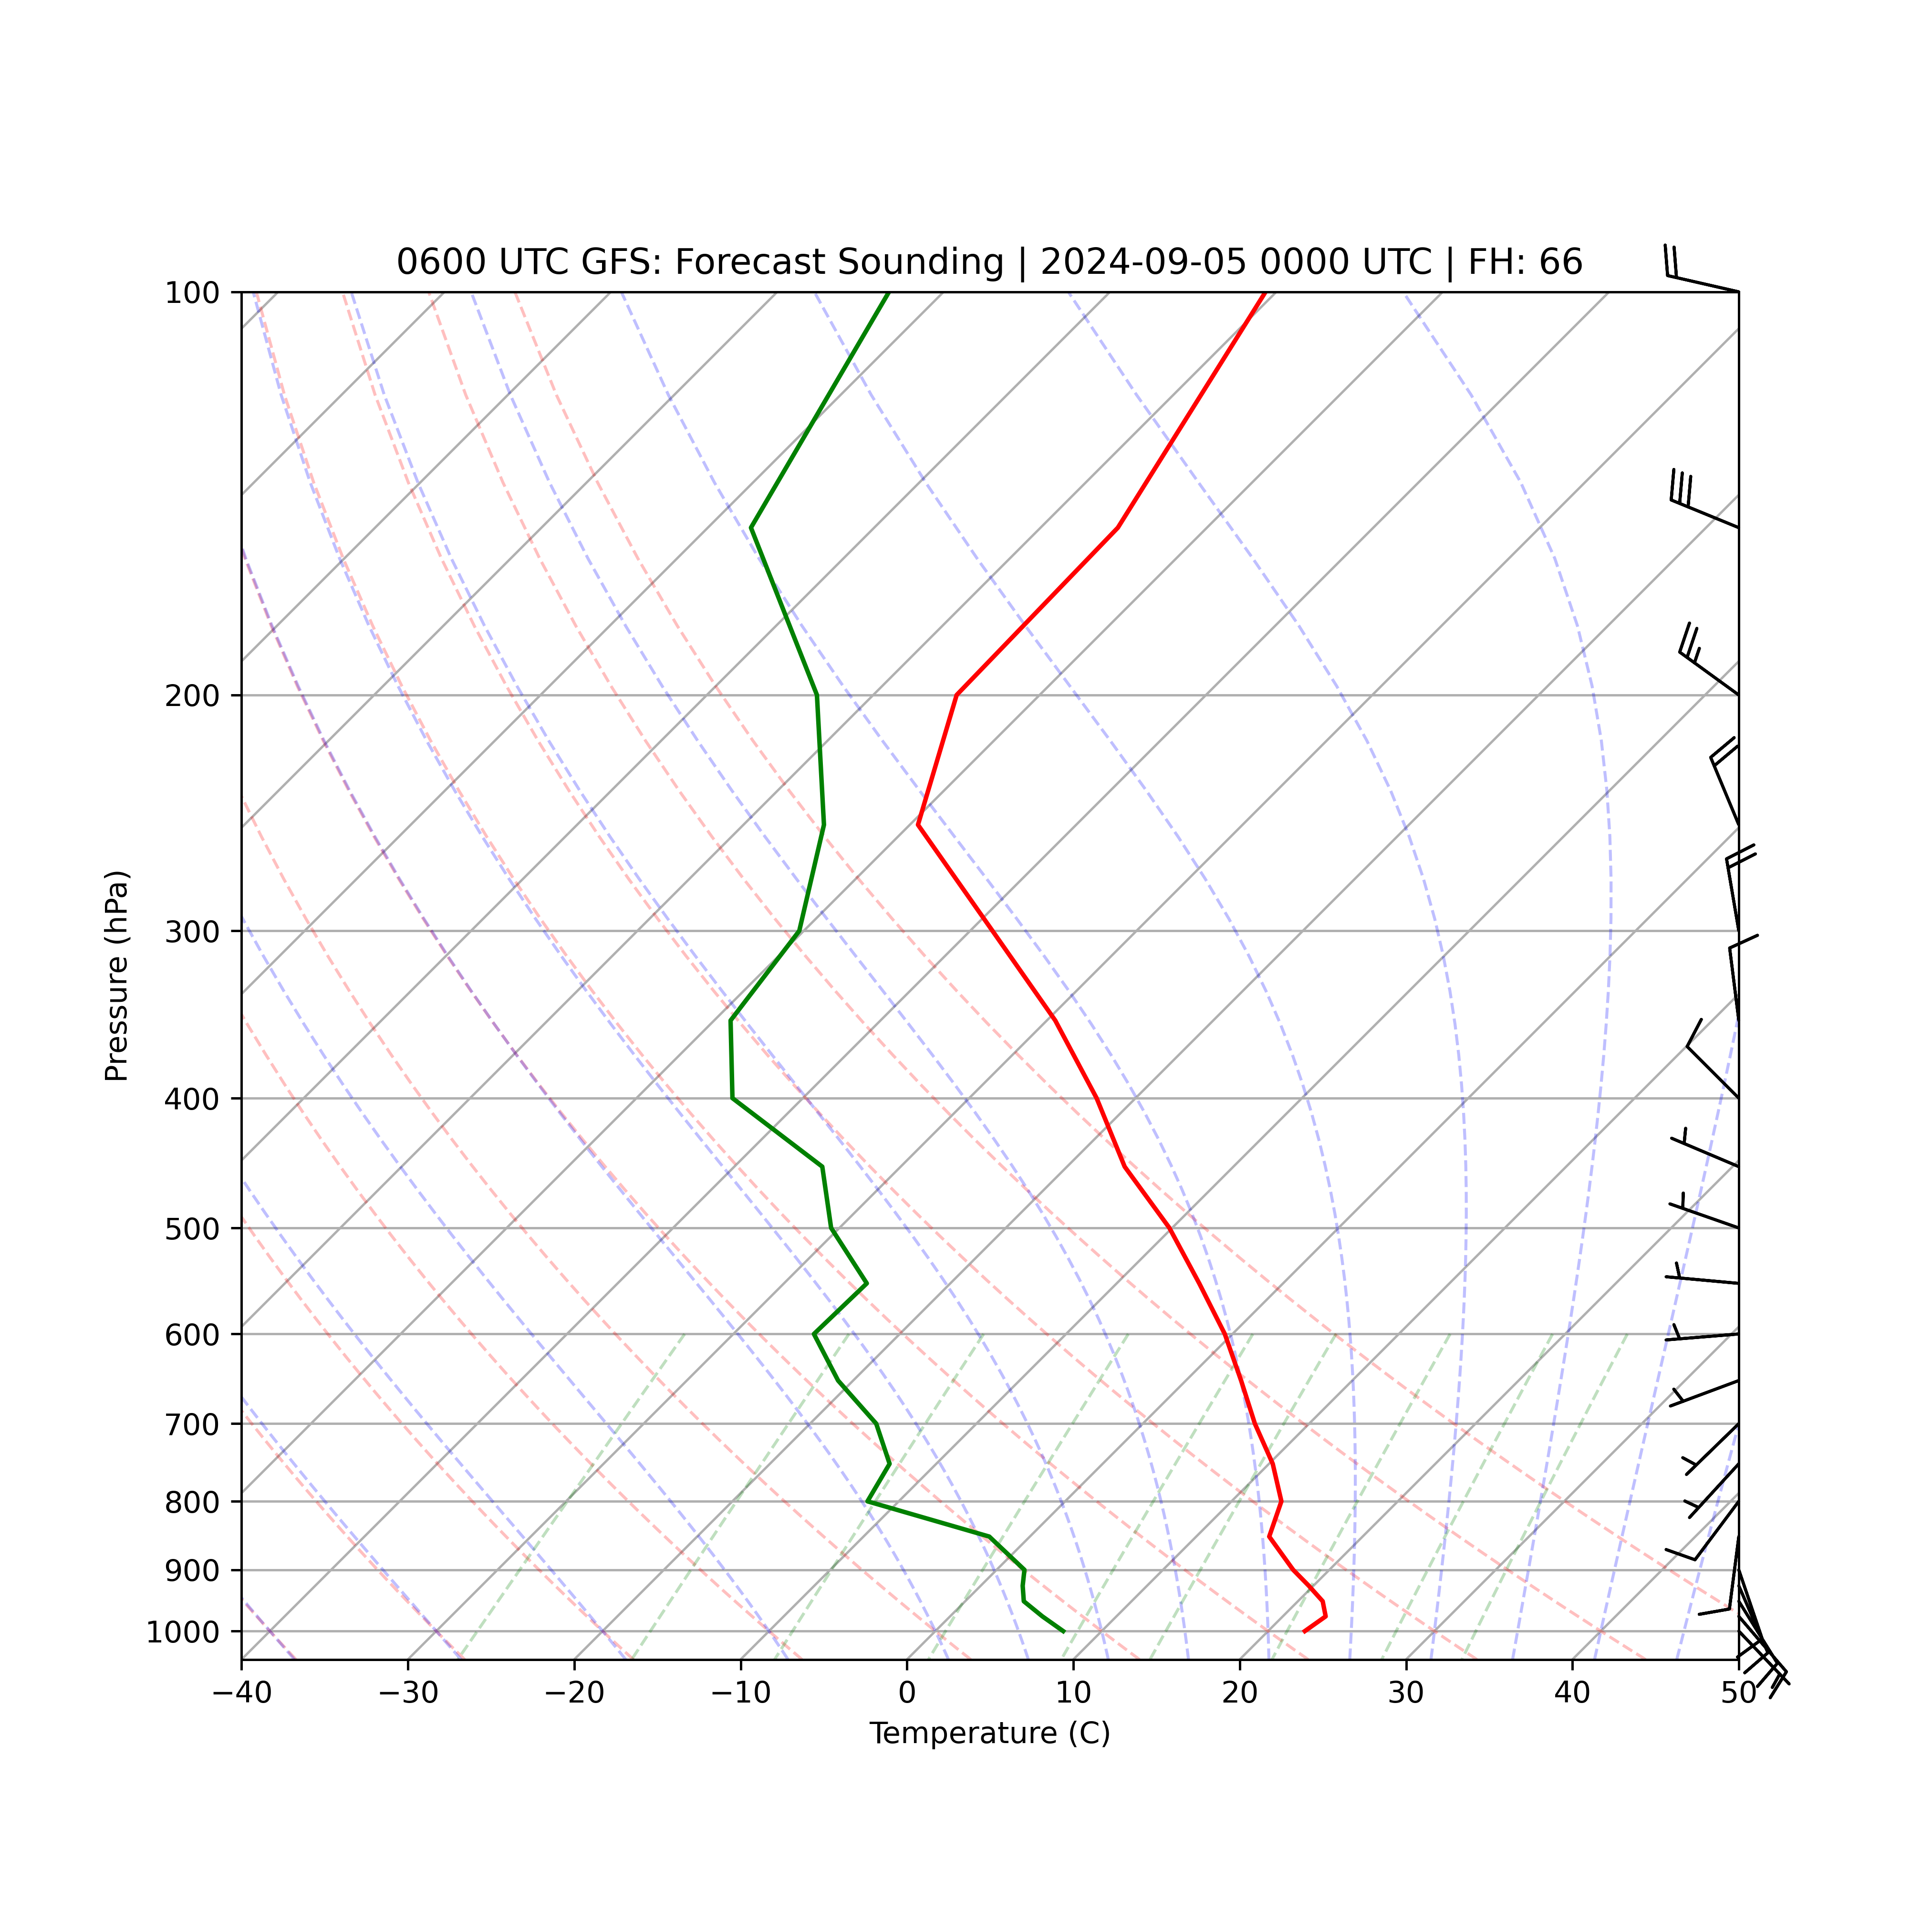 0600 UTC GFS: Forecast Sounding | 2024-09-05 0000 UTC | FH: 66
100
200
300
400
500
600
700
800
900
1000
Pressure (hPa)
−40 −30 −20 −10 0 10 20 30 40 50
Temperature (C)